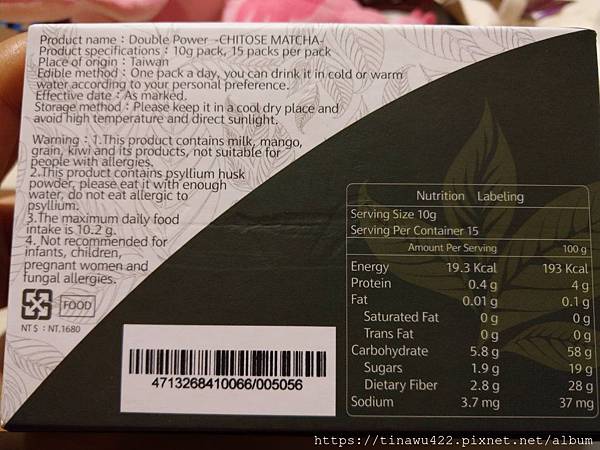 Product name：Double Power -CHITOSE MATCHA-
Product specifications：10g pack, 15 packs per pack
Place of origin：Taiwan
Edible method：One pack a day, you can drink it in cold or warm
water according to your personal preference.
Effective date：As marked.
Storage method：Please keep it in a cool dry place and
avoid high temperature and direct sunlight.
Warning：1.This product contains milk, mango,
grain, kiwi and its products, not suitable for
people with allergies.
2.This product contains psyllium husk
powder, please eat it with enough
water, do not eat allergic to
psyllium.
3.The maximum daily food
intake is 10.2 g.
4. Not recommended for
infants, children,
pregnant women and
fungal allergies.
FOOD
NT$：NT.1680
4713268410066/005056
Nutrition Labeling
Serving Size 10g
Serving Per Container 15
Amount Per Serving 100 g
Energy 19.3 Kcal 193 Kcal
Protein 0.4 g 4 g
Fat 0.01 g 0.1 g
Saturated Fat 0 g 0 g
Trans Fat 0 g 0 g
Carbohydrate 5.8 g 58 g
Sugars 1.9 g 19 g
Dietary Fiber 2.8 g 28 g
Sodium 3.7 mg 37 mg
https://tinawu422.pixnet.net/album